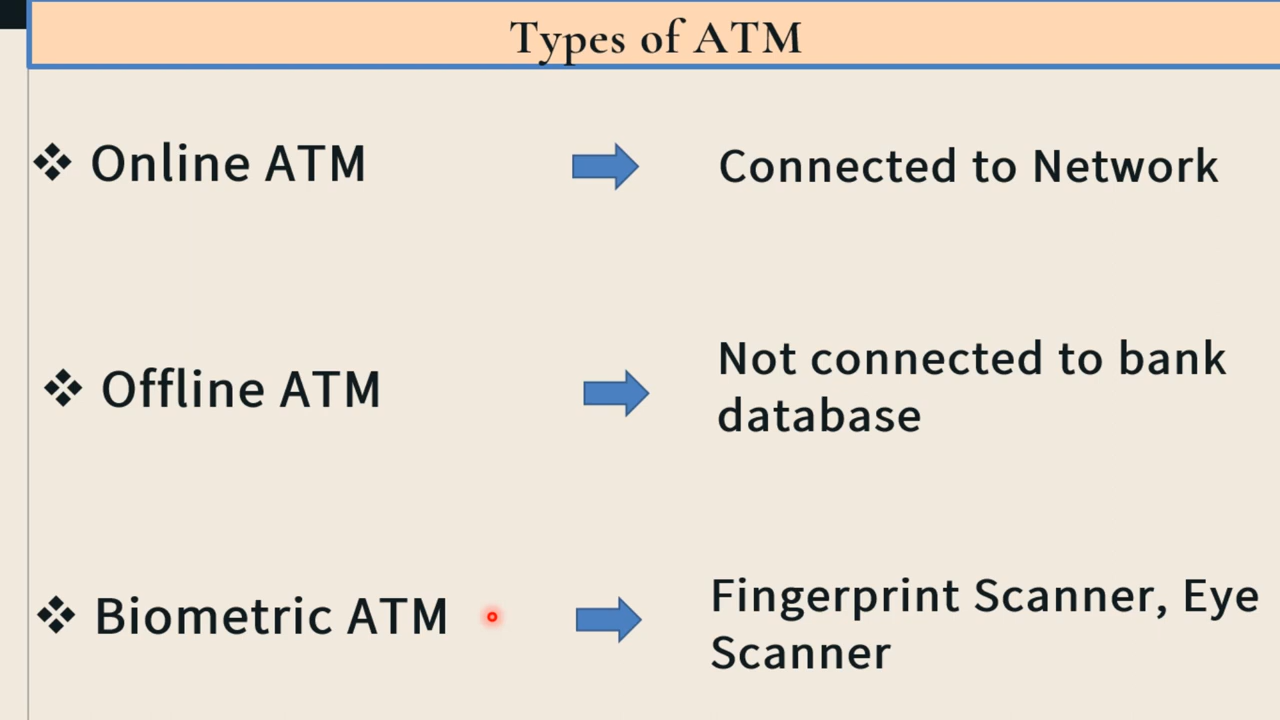 Types of ATM
❖ Online ATM
Connected to Network
❖ Offline ATM
Not connected to bank
database
❖ Biometric ATM
Fingerprint Scanner, Eye
Scanner